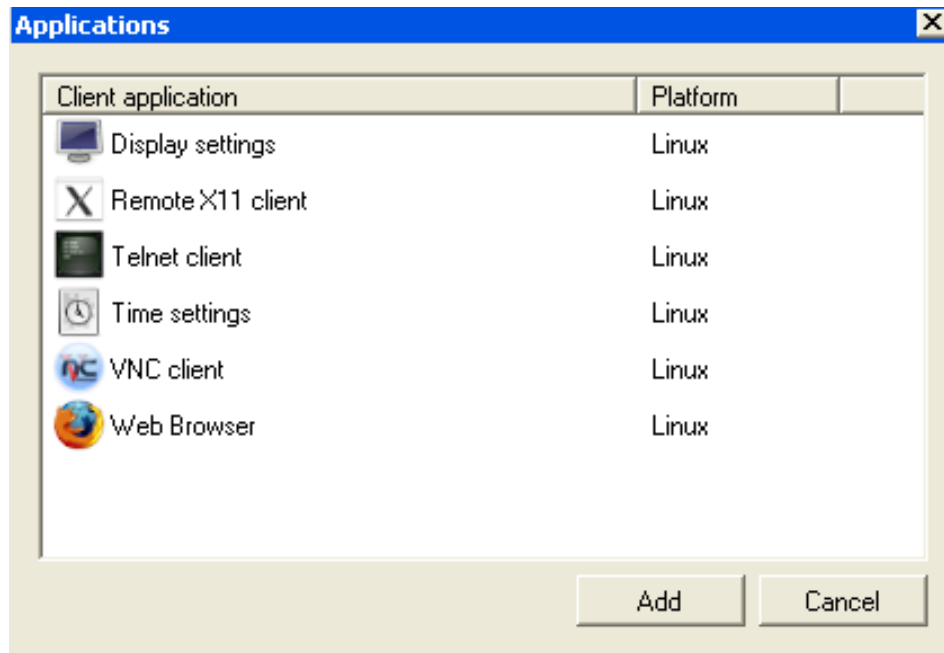 Applications
Client application Platform
Display settings Linux
Remote X11 client Linux
Telnet client Linux
Time settings Linux
VNC client Linux
Web Browser Linux
Add Cancel